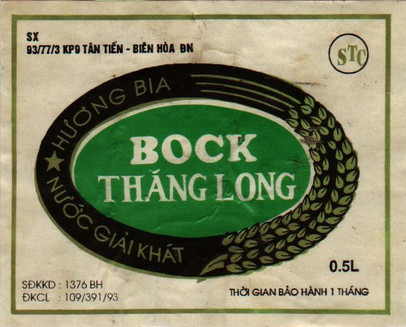 SX
93/77/3 KP9 TÂN TIẾN - BIÊN HÒA ĐN
STC
HƯƠNG BIA
BOCK
THĂNG LONG
★ NƯỚC GIẢI KHÁT
0.5L
SĐKKD : 1376 BH
ĐKCL : 109/391/93
THỜI GIAN BẢO HÀNH 1 THÁNG